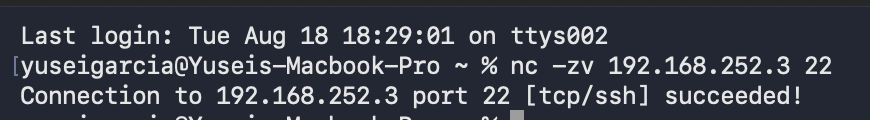 Last login: Tue Aug 18 18:29:01 on ttys002
[yuseigarcia@Yuseis-Macbook-Pro ~ % nc -zv 192.168.252.3 22
Connection to 192.168.252.3 port 22 [tcp/ssh] succeeded!